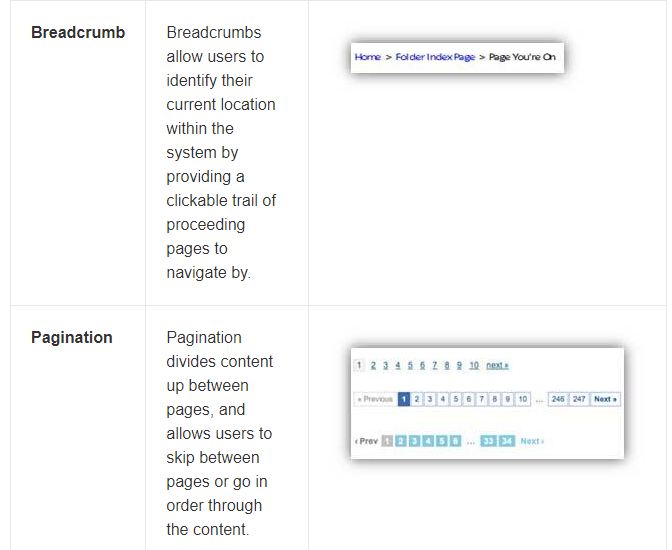 Breadcrumb
Breadcrumbs
allow users to
identify their
current location
within the
system by
providing a
clickable trail of
proceeding
pages to
navigate by.
Home > Folder Index Page > Page You're On
Pagination
Pagination
divides content
up between
pages, and
allows users to
skip between
pages or go in
order through
the content.
1 2 3 4 5 6 7 8 9 10 next »
« Previous 1 2 3 4 5 6 7 8 9 10 ... 246 247 Next »
‹ Prev 1 2 3 4 5 6 ... 33 34 Next ›